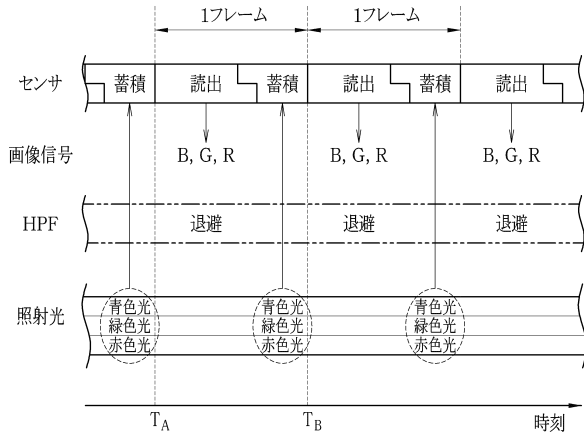 1フレーム 1フレーム
センサ 蓄積 読出 蓄積 読出 蓄積 読出
画像信号 B, G, R B, G, R B, G, R
HPF 退避 退避 退避
照射光 青色光 青色光 青色光
緑色光 緑色光 緑色光
赤色光 赤色光 赤色光
TA TB 時刻